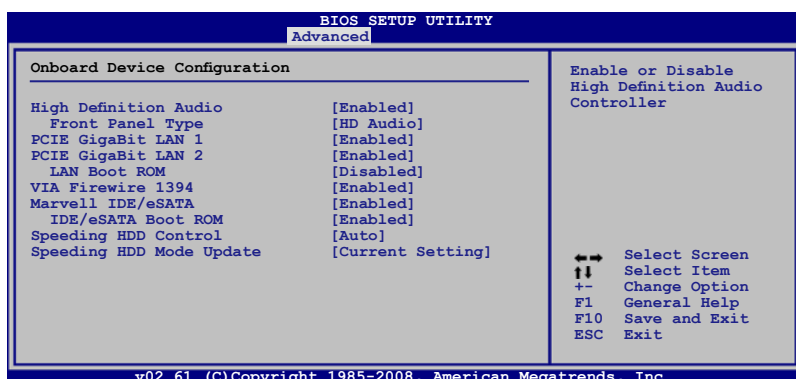 BIOS SETUP UTILITY
Advanced
Onboard Device Configuration
High Definition Audio [Enabled]
Front Panel Type [HD Audio]
PCIE GigaBit LAN 1 [Enabled]
PCIE GigaBit LAN 2 [Enabled]
LAN Boot ROM [Disabled]
VIA Firewire 1394 [Enabled]
Marvell IDE/eSATA [Enabled]
IDE/eSATA Boot ROM [Enabled]
Speeding HDD Control [Auto]
Speeding HDD Mode Update [Current Setting]
Enable or Disable
High Definition Audio
Controller
←→ Select Screen
↑↓ Select Item
+- Change Option
F1 General Help
F10 Save and Exit
ESC Exit
v02.61 (C)Copyright 1985-2008, American Megatrends, Inc.